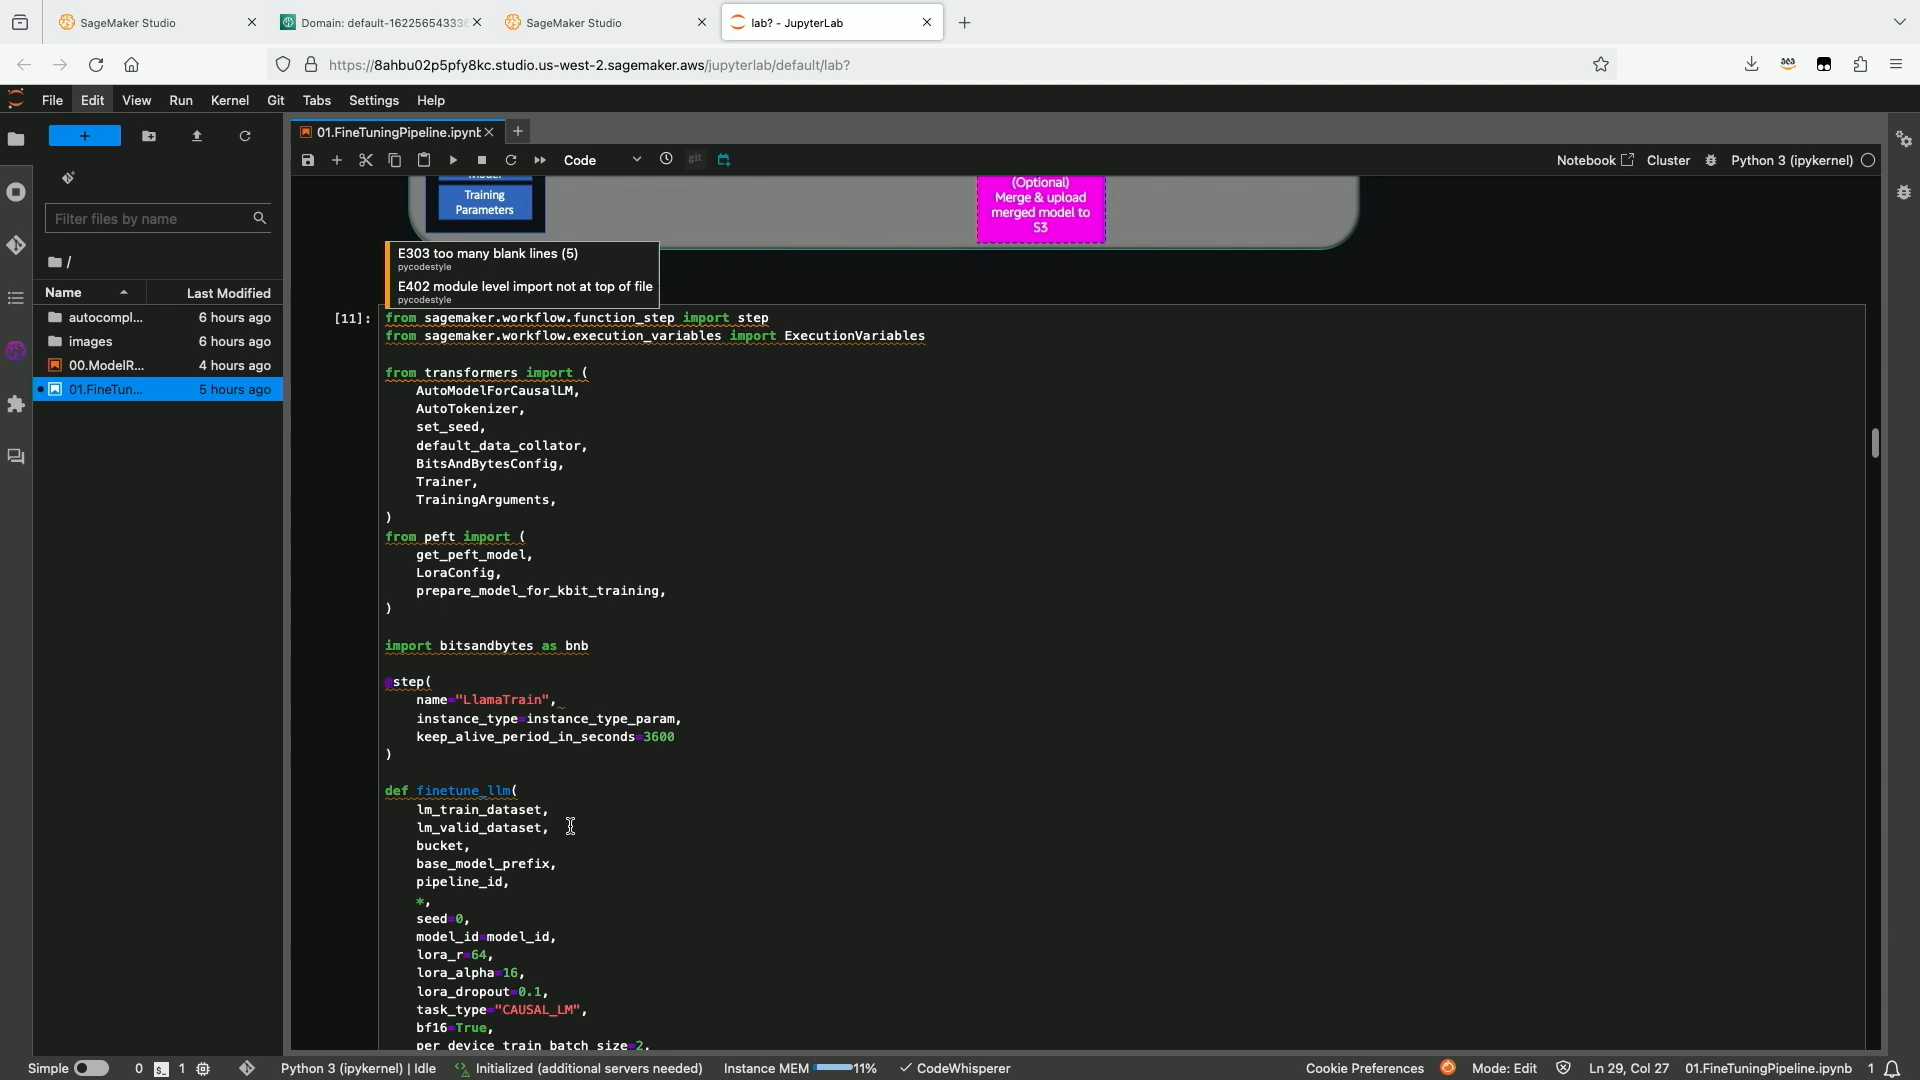 SageMaker Studio
Domain: default-16225654333
SageMaker Studio
lab? - JupyterLab
https://8ahbu02p5pfy8kc.studio.us-west-2.sagemaker.aws/jupyterlab/default/lab?
File Edit View Run Kernel Git Tabs Settings Help
+
01.FineTuningPipeline.ipynb
Code
git
Notebook
Cluster
Python 3 (ipykernel)
Filter files by name
/
Name
Last Modified
autocompl... 6 hours ago
images 6 hours ago
00.ModelR... 4 hours ago
01.FineTun... 5 hours ago
Model
Training
Parameters
(Optional)
Merge & upload
merged model to
S3
E303 too many blank lines (5)
pycodestyle
E402 module level import not at top of file
pycodestyle
[11]:
from sagemaker.workflow.function_step import step
from sagemaker.workflow.execution_variables import ExecutionVariables
from transformers import (
AutoModelForCausalLM,
AutoTokenizer,
set_seed,
default_data_collator,
BitsAndBytesConfig,
Trainer,
TrainingArguments,
)
from peft import (
get_peft_model,
LoraConfig,
prepare_model_for_kbit_training,
)
import bitsandbytes as bnb
@step(
name="LlamaTrain",
instance_type=instance_type_param,
keep_alive_period_in_seconds=3600
)
def finetune_llm(
lm_train_dataset,
lm_valid_dataset,
bucket,
base_model_prefix,
pipeline_id,
*,
seed=0,
model_id=model_id,
lora_r=64,
lora_alpha=16,
lora_dropout=0.1,
task_type="CAUSAL_LM",
bf16=True,
per_device_train_batch_size=2,
Simple
0
1
Python 3 (ipykernel) | Idle
Initialized (additional servers needed)
Instance MEM
11%
CodeWhisperer
Cookie Preferences
Mode: Edit
Ln 29, Col 27
01.FineTuningPipeline.ipynb
1